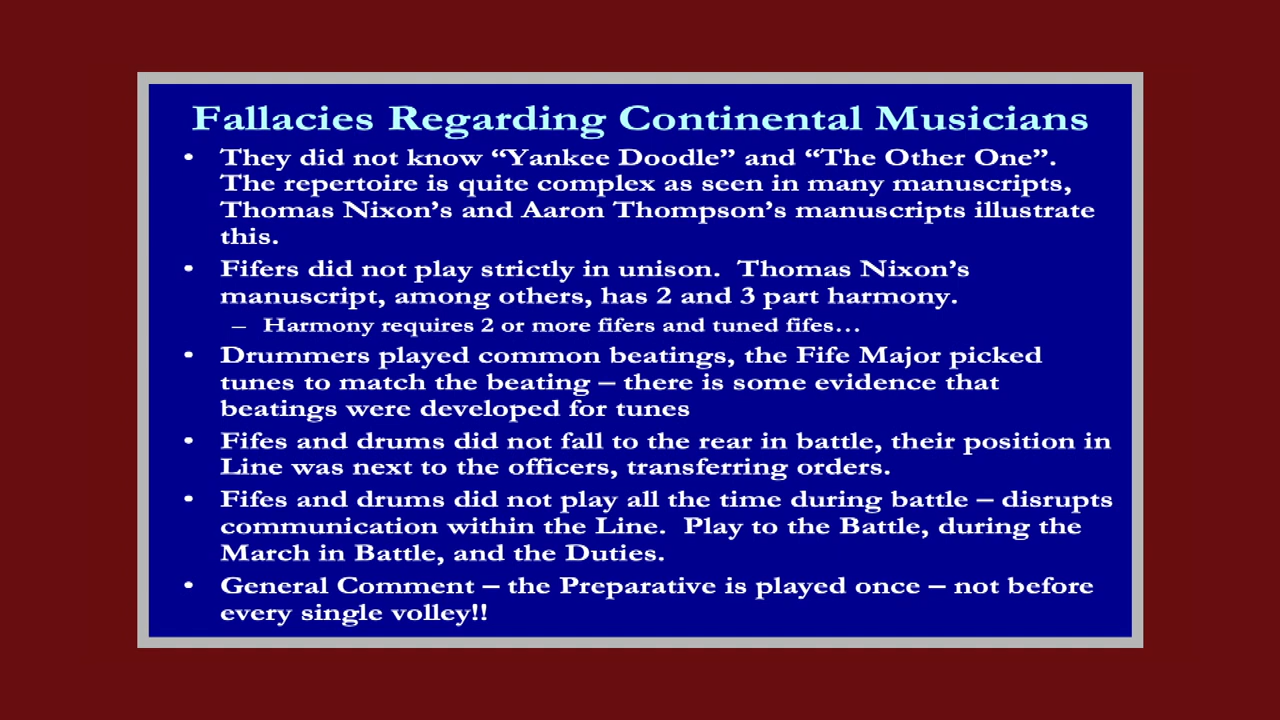 Fallacies Regarding Continental Musicians
• They did not know “Yankee Doodle” and “The Other One”.
The repertoire is quite complex as seen in many manuscripts,
Thomas Nixon’s and Aaron Thompson’s manuscripts illustrate
this.
• Fifers did not play strictly in unison.  Thomas Nixon’s
manuscript, among others, has 2 and 3 part harmony.
– Harmony requires 2 or more fifers and tuned fifes…
• Drummers played common beatings, the Fife Major picked
tunes to match the beating – there is some evidence that
beatings were developed for tunes
• Fifes and drums did not fall to the rear in battle, their position in
Line was next to the officers, transferring orders.
• Fifes and drums did not play all the time during battle – disrupts
communication within the Line.  Play to the Battle, during the
March in Battle, and the Duties.
• General Comment – the Preparative is played once – not before
every single volley!!